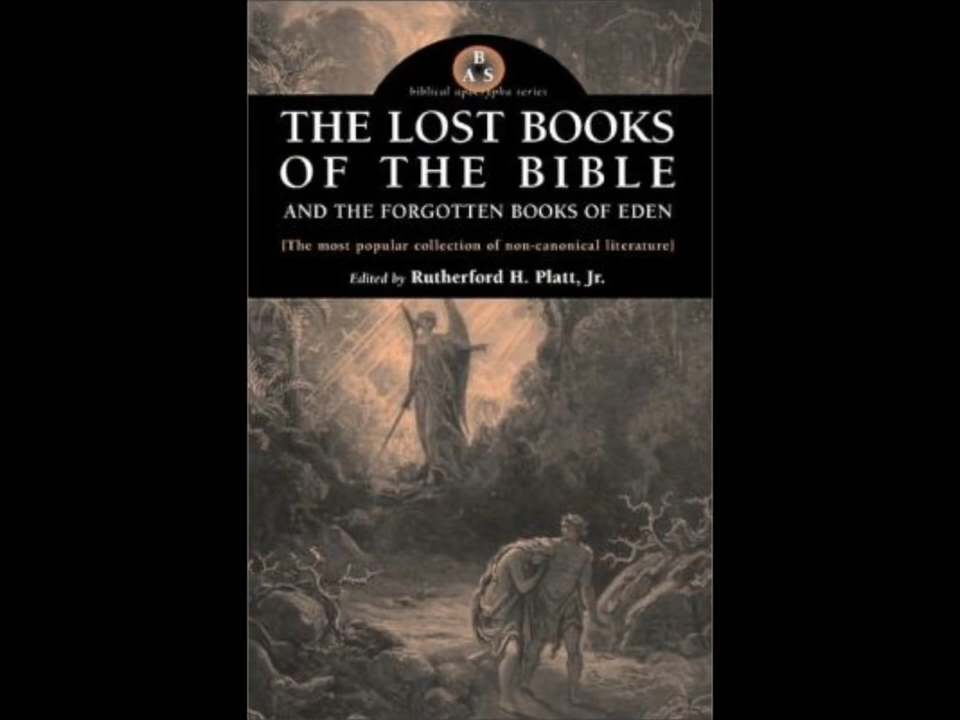 B
A S
biblical apocrypha series
THE LOST BOOKS
OF THE BIBLE
AND THE FORGOTTEN BOOKS OF EDEN
[The most popular collection of non-canonical literature]
Edited by Rutherford H. Platt, Jr.